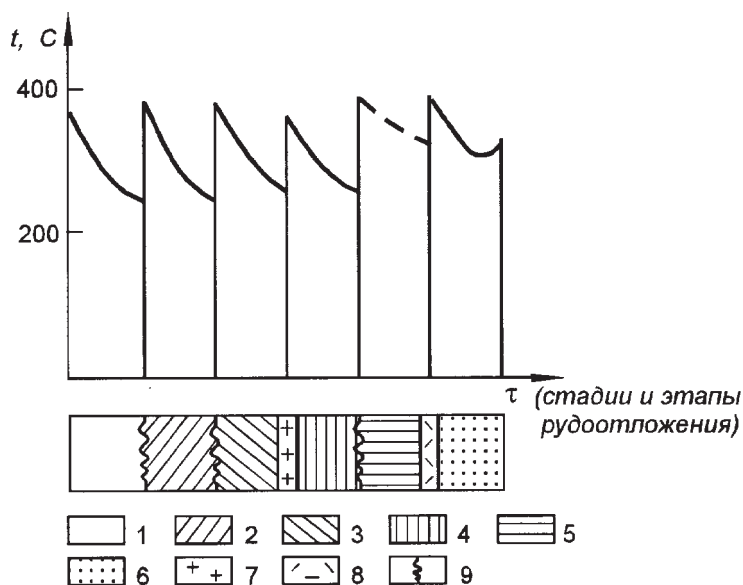 t, C
400
200
τ (стадии и этапы
рудоотложения)
1 2 3 4 5
6 7 8 9